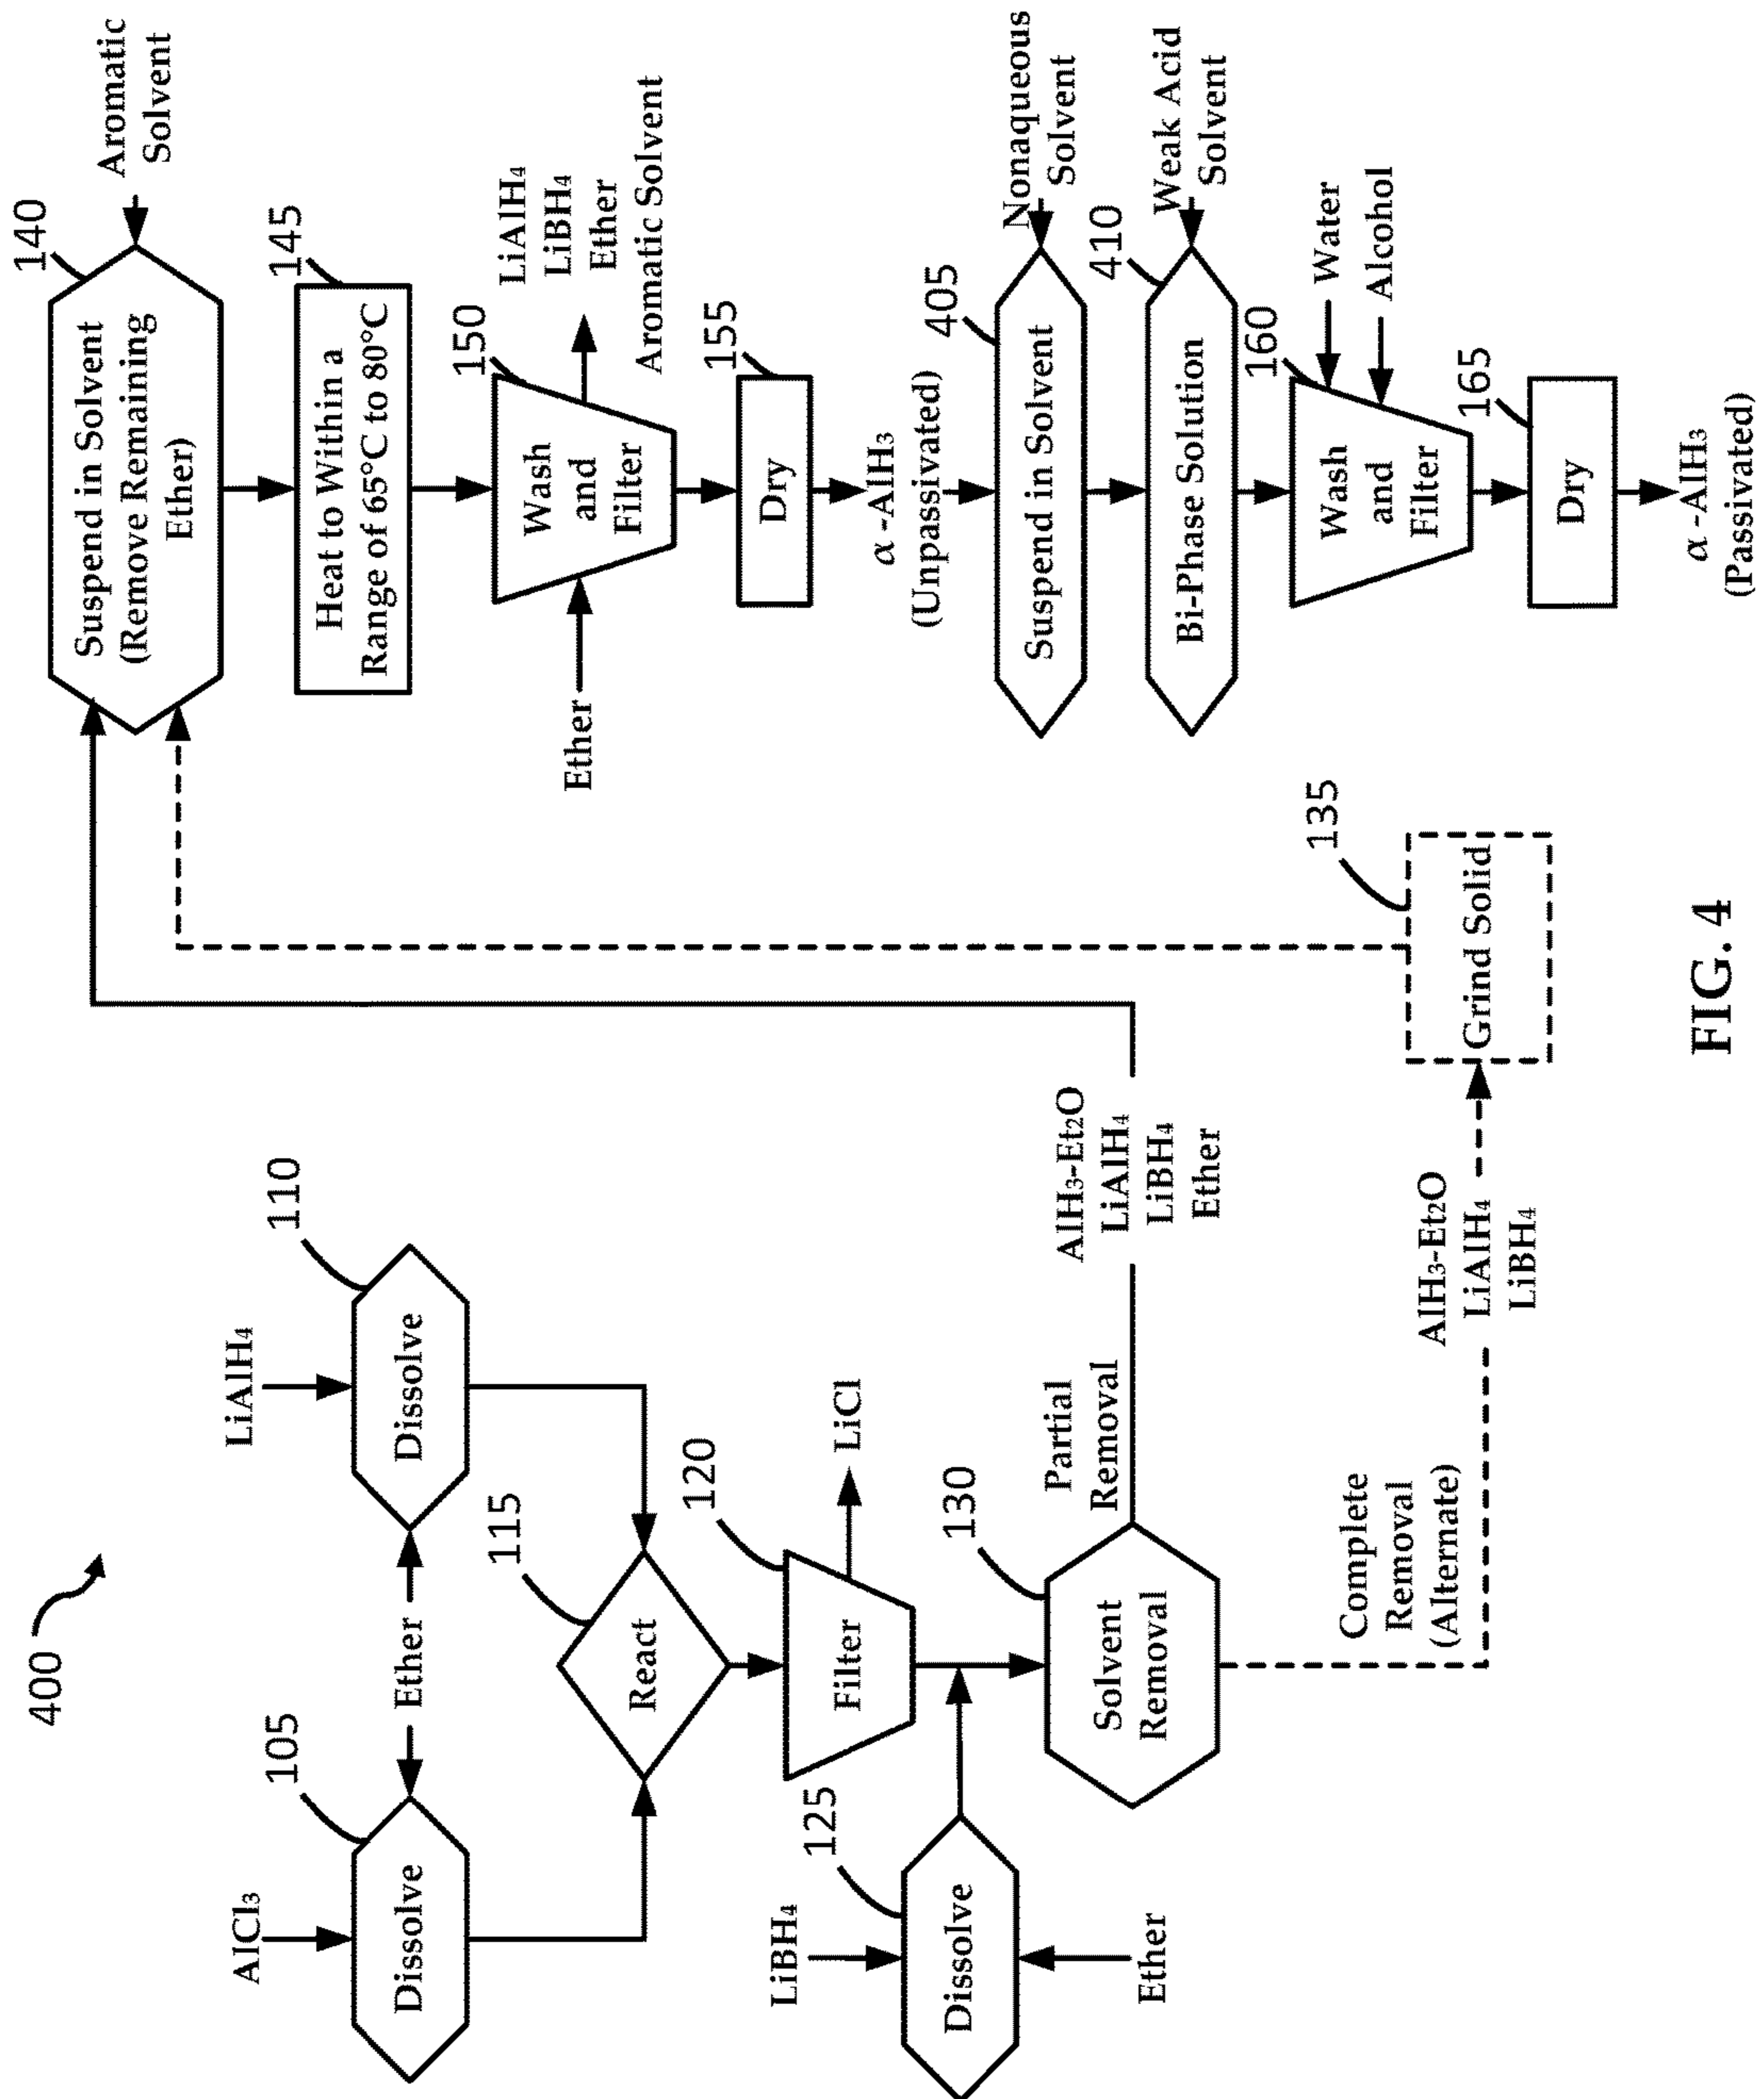 400
AlCl₃
LiAlH₄
105
110
Dissolve
Ether
Dissolve
115
React
120
Filter
LiCl
LiBH₄
125
Dissolve
Ether
130
Solvent
Removal
Partial
Removal
AlH₃-Et₂O
LiAlH₄
LiBH₄
Ether
Complete
Removal
(Alternate)
AlH₃-Et₂O
LiAlH₄
LiBH₄
135
Grind Solid
140
Suspend in Solvent
(Remove Remaining
Ether)
Aromatic
Solvent
145
Heat to Within a
Range of 65°C to 80°C
150
Ether
Wash
and
Filter
LiAlH₄
LiBH₄
Ether
Aromatic Solvent
155
Dry
α -AlH₃
(Unpassivated)
405
Suspend in Solvent
Nonaqueous
Solvent
410
Bi-Phase Solution
Weak Acid
Solvent
160
Wash
and
Filter
Water
Alcohol
165
Dry
α -AlH₃
(Passivated)
FIG. 4